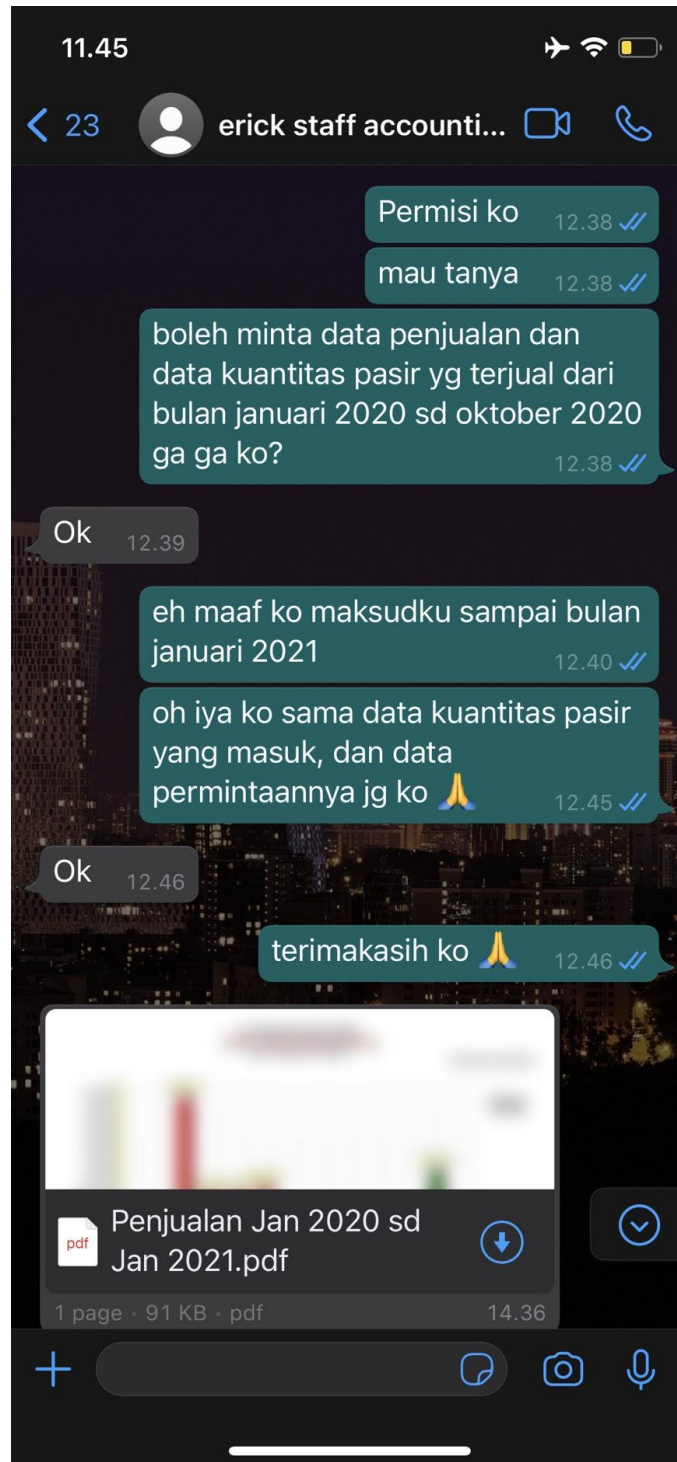 11.45
23
erick staff accounti...
Permisi ko 12.38
mau tanya 12.38
boleh minta data penjualan dan
data kuantitas pasir yg terjual dari
bulan januari 2020 sd oktober 2020
ga ga ko? 12.38
Ok 12.39
eh maaf ko maksudku sampai bulan
januari 2021 12.40
oh iya ko sama data kuantitas pasir
yang masuk, dan data
permintaannya jg ko 🙏 12.45
Ok 12.46
terimakasih ko 🙏 12.46
pdf
Penjualan Jan 2020 sd
Jan 2021.pdf
1 page • 91 KB • pdf 14.36